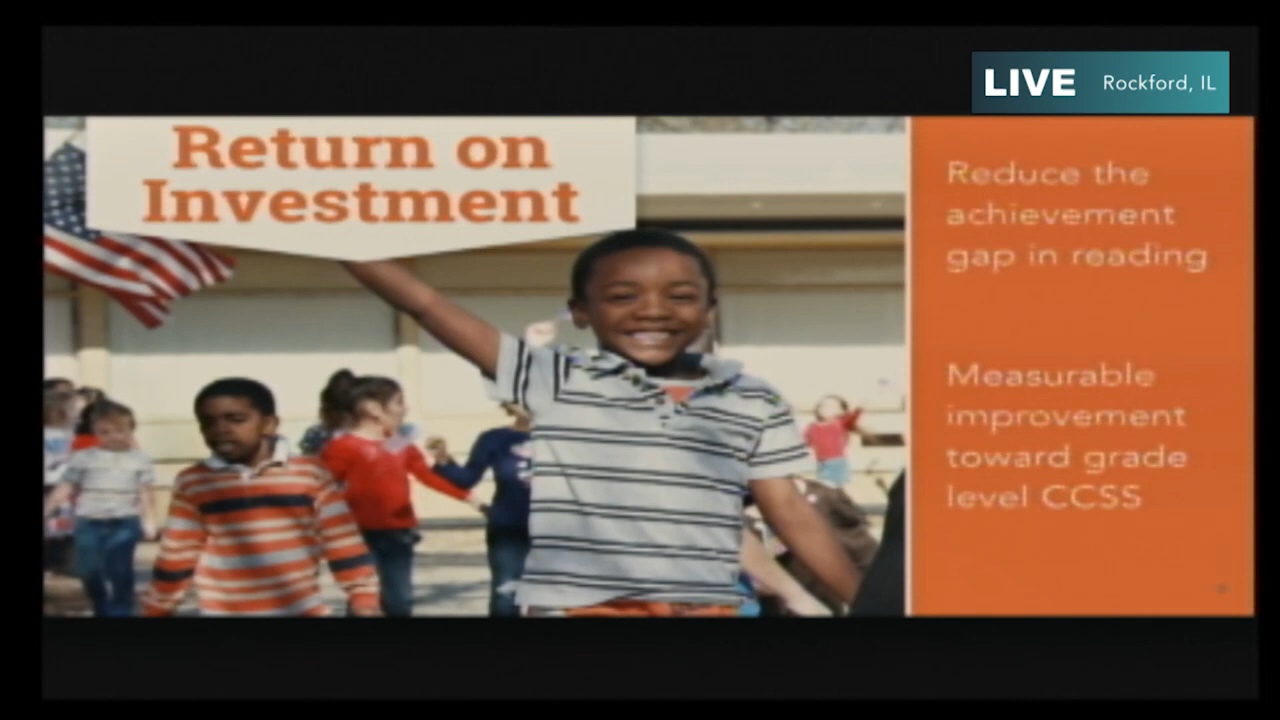 LIVE Rockford, IL
Return on
Investment
Reduce the
achievement
gap in reading
Measurable
improvement
toward grade
level CCSS